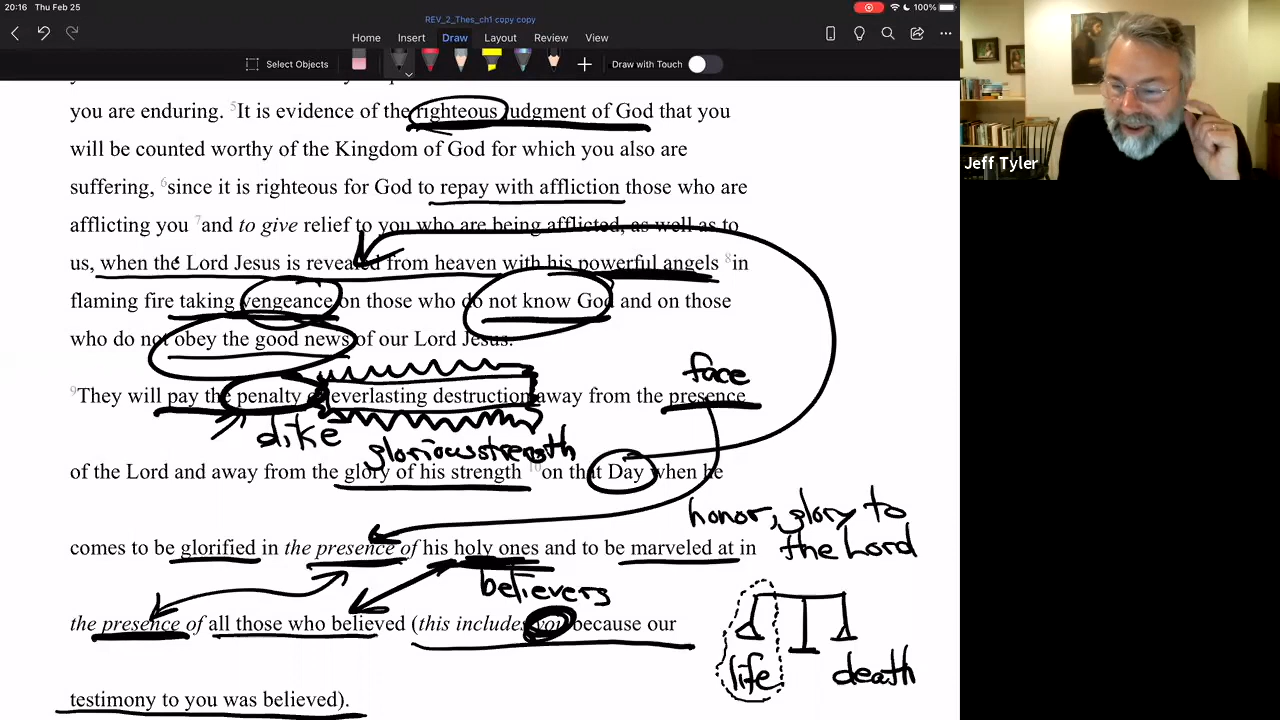 20:16 Thu Feb 25
100%
REV_2_Thes_ch1 copy copy
Home Insert Draw Layout Review View
Select Objects
Draw with Touch
Jeff Tyler
you are enduring. 5It is evidence of the righteous judgment of God that you
will be counted worthy of the Kingdom of God for which you also are
suffering, 6since it is righteous for God to repay with affliction those who are
afflicting you 7and to give relief to you who are being afflicted, as well as to
us, when the Lord Jesus is revealed from heaven with his powerful angels 8in
flaming fire taking vengeance on those who do not know God and on those
who do not obey the good news of our Lord Jesus.
face
9They will pay the penalty of everlasting destruction away from the presence
dike
glorious strength
of the Lord and away from the glory of his strength 10on that Day when he
honor, glory to
the Lord
comes to be glorified in the presence of his holy ones and to be marveled at in
believers
the presence of all those who believed (this includes you because our
life death
testimony to you was believed).